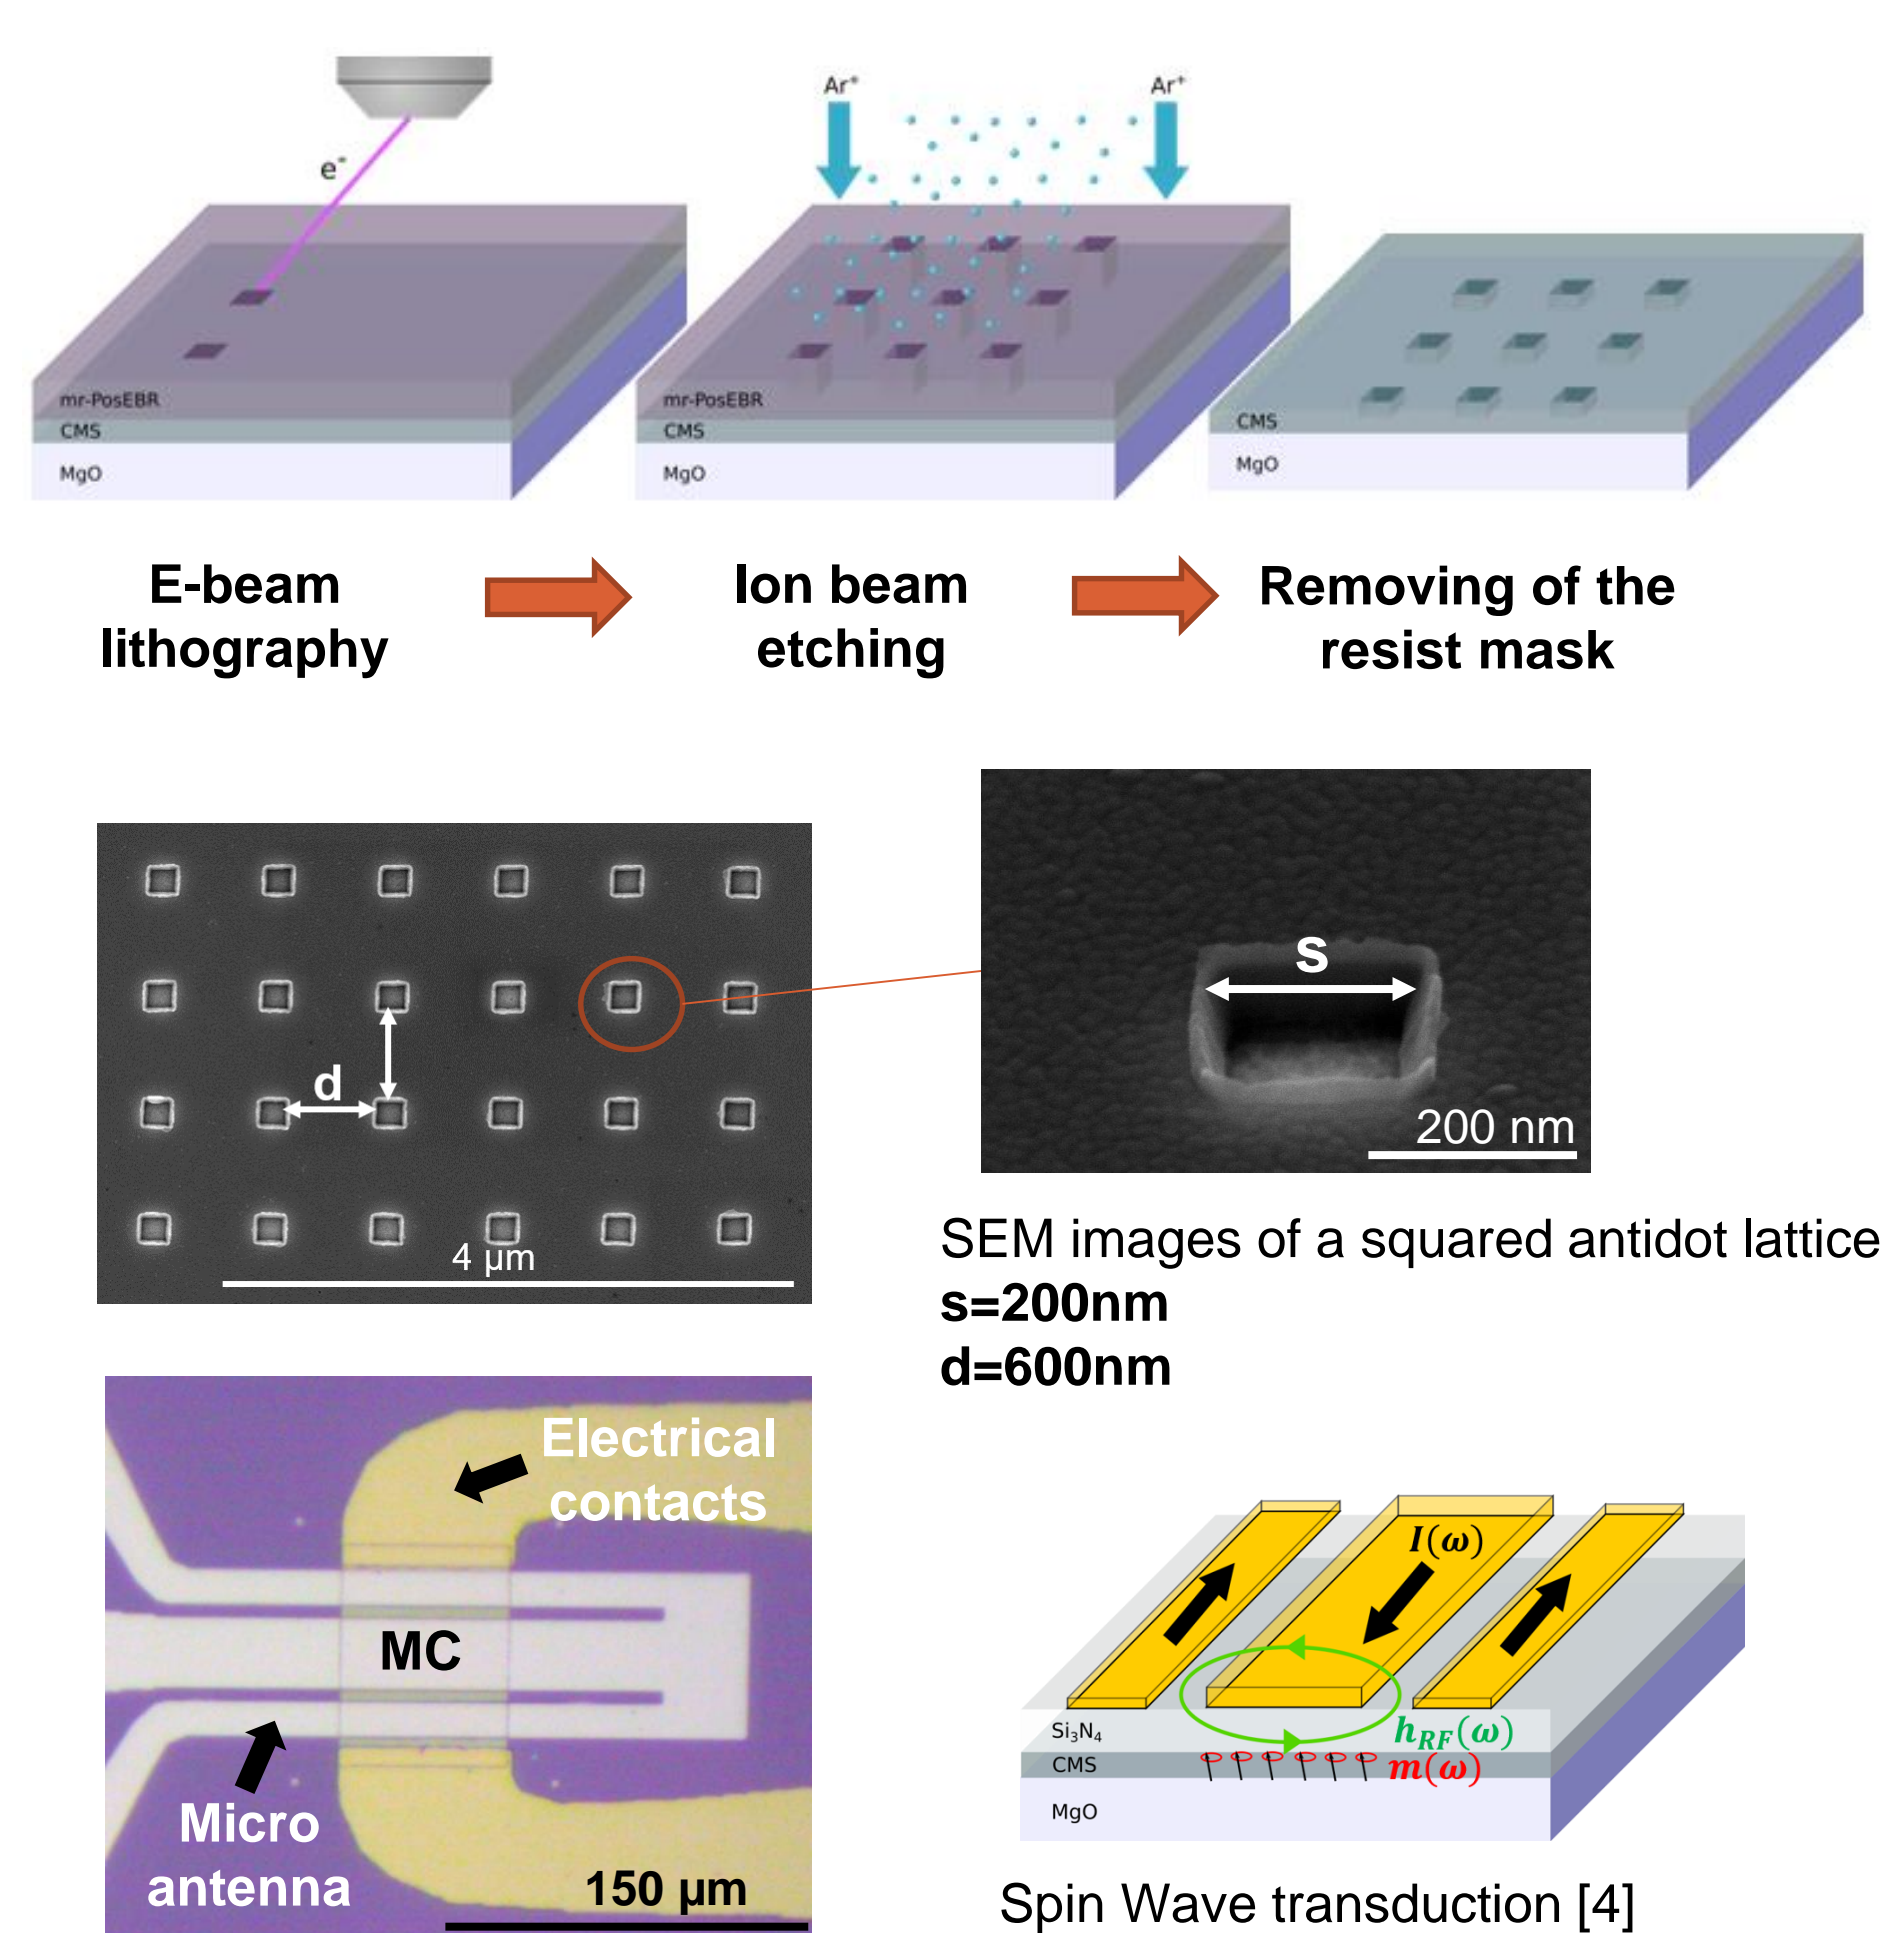 Ar⁺
Ar⁺
e⁻
mr-PosEBR
CMS
MgO
mr-PosEBR
CMS
MgO
CMS
MgO
E-beam
lithography
Ion beam
etching
Removing of the
resist mask
d
4 µm
s
200 nm
SEM images of a squared antidot lattice
s=200nm
d=600nm
Electrical
contacts
MC
Micro
antenna
150 µm
I(ω)
Si₃N₄
h_RF(ω)
CMS
m(ω)
MgO
Spin Wave transduction [4]